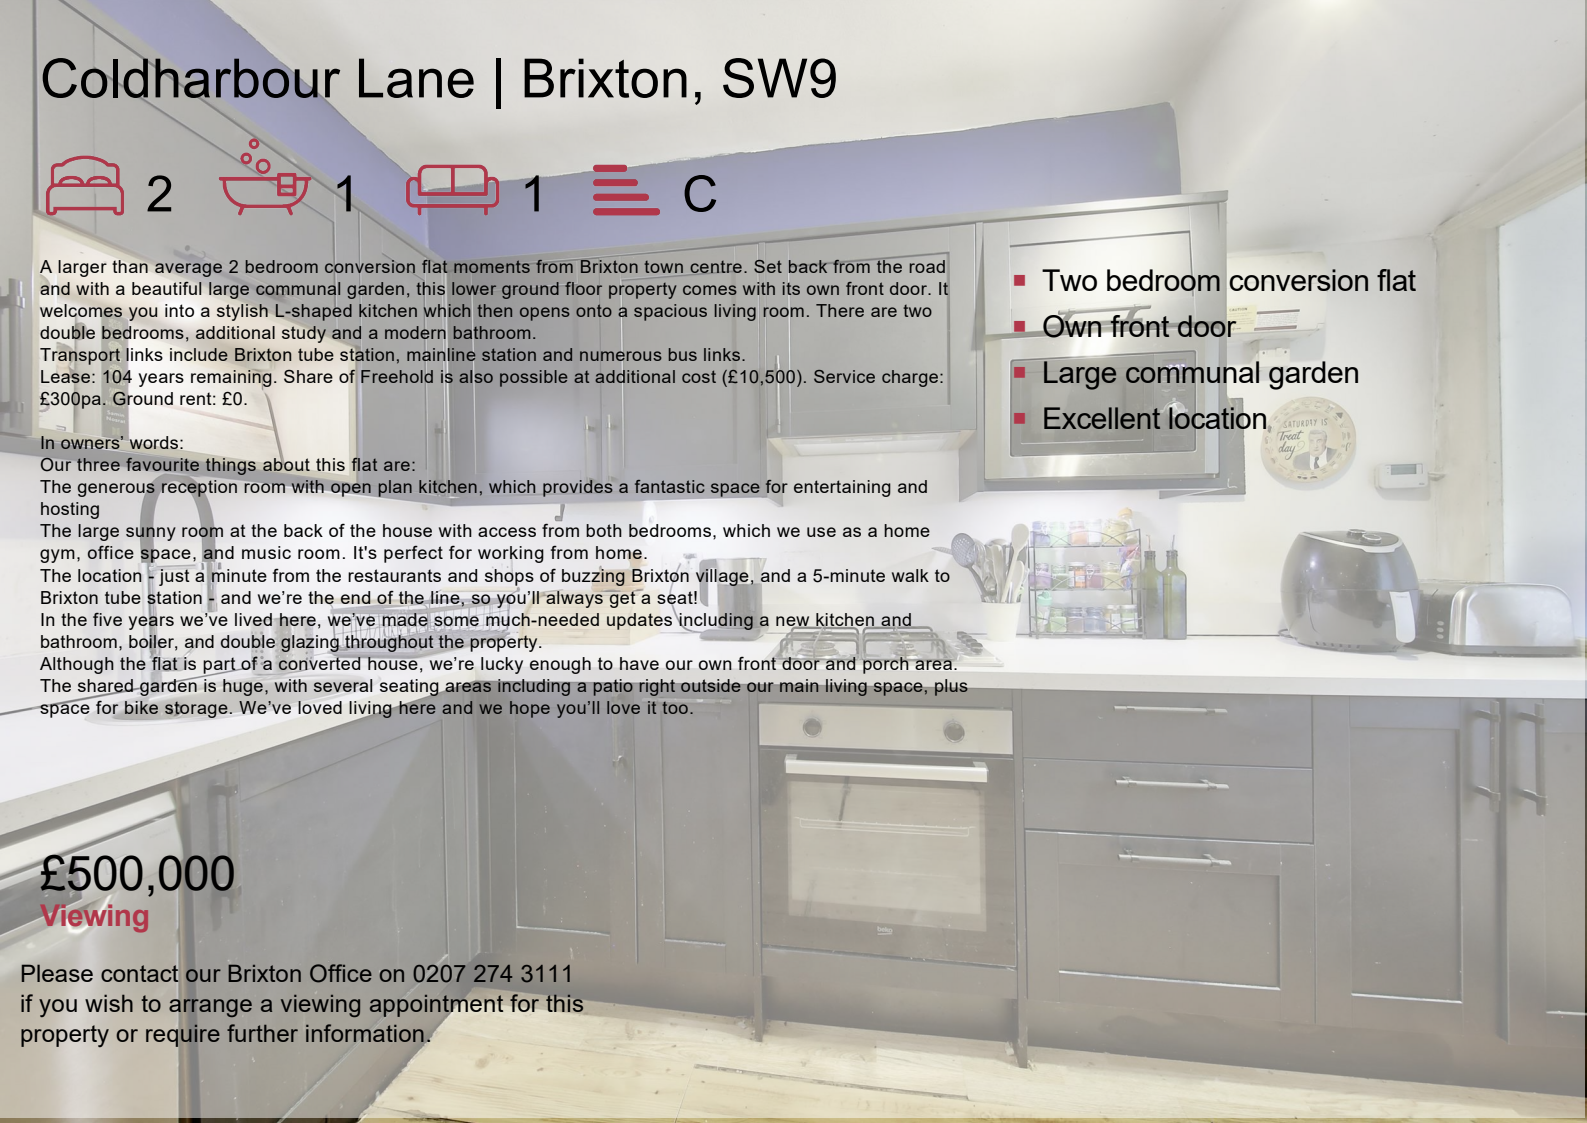 Coldharbour Lane | Brixton, SW9
2 1 1 C
A larger than average 2 bedroom conversion flat moments from Brixton town centre. Set back from the road
and with a beautiful large communal garden, this lower ground floor property comes with its own front door. It
welcomes you into a stylish L-shaped kitchen which then opens onto a spacious living room. There are two
double bedrooms, additional study and a modern bathroom.
Transport links include Brixton tube station, mainline station and numerous bus links.
Lease: 104 years remaining. Share of Freehold is also possible at additional cost (£10,500). Service charge:
£300pa. Ground rent: £0.
In owners’ words:
Our three favourite things about this flat are:
The generous reception room with open plan kitchen, which provides a fantastic space for entertaining and
hosting
The large sunny room at the back of the house with access from both bedrooms, which we use as a home
gym, office space, and music room. It's perfect for working from home.
The location - just a minute from the restaurants and shops of buzzing Brixton village, and a 5-minute walk to
Brixton tube station - and we’re the end of the line, so you’ll always get a seat!
In the five years we’ve lived here, we’ve made some much-needed updates including a new kitchen and
bathroom, boiler, and double glazing throughout the property.
Although the flat is part of a converted house, we’re lucky enough to have our own front door and porch area.
The shared garden is huge, with several seating areas including a patio right outside our main living space, plus
space for bike storage. We’ve loved living here and we hope you’ll love it too.
Two bedroom conversion flat
Own front door
Large communal garden
Excellent location
CAUTION
SATURDAY IS
Treat
day
£500,000
Viewing
beko
Please contact our Brixton Office on 0207 274 3111
if you wish to arrange a viewing appointment for this
property or require further information.